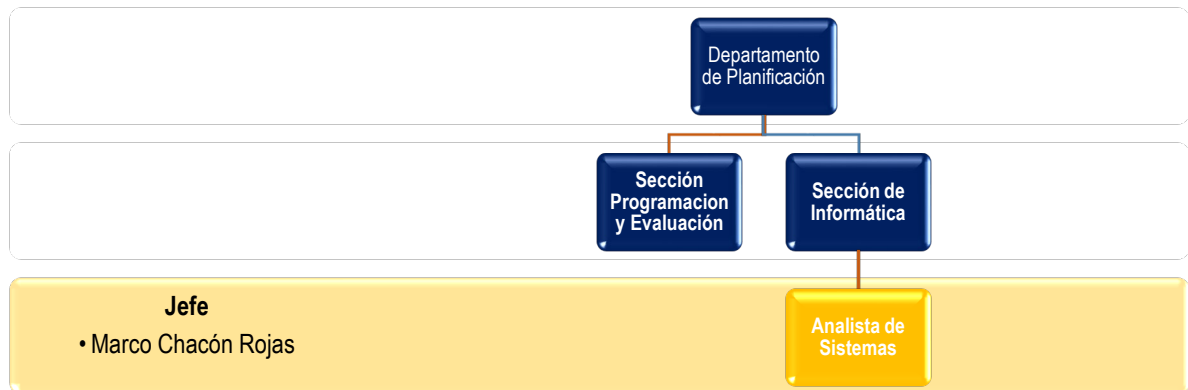 Departamento
de Planificación
Sección
Programacion
y Evaluación
Sección de
Informática
Jefe
• Marco Chacón Rojas
Analista de
Sistemas